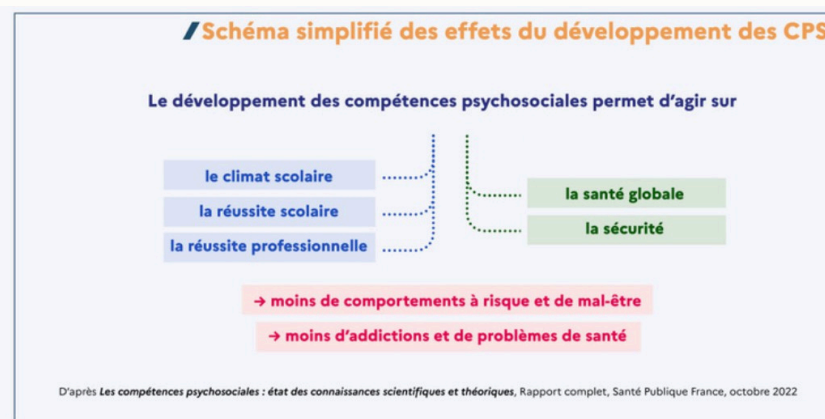 Schéma simplifié des effets du développement des CPS
Le développement des compétences psychosociales permet d'agir sur
le climat scolaire
la réussite scolaire
la réussite professionnelle
la santé globale
la sécurité
→ moins de comportements à risque et de mal-être
→ moins d'addictions et de problèmes de santé
D'après Les compétences psychosociales : état des connaissances scientifiques et théoriques, Rapport complet, Santé Publique France, octobre 2022